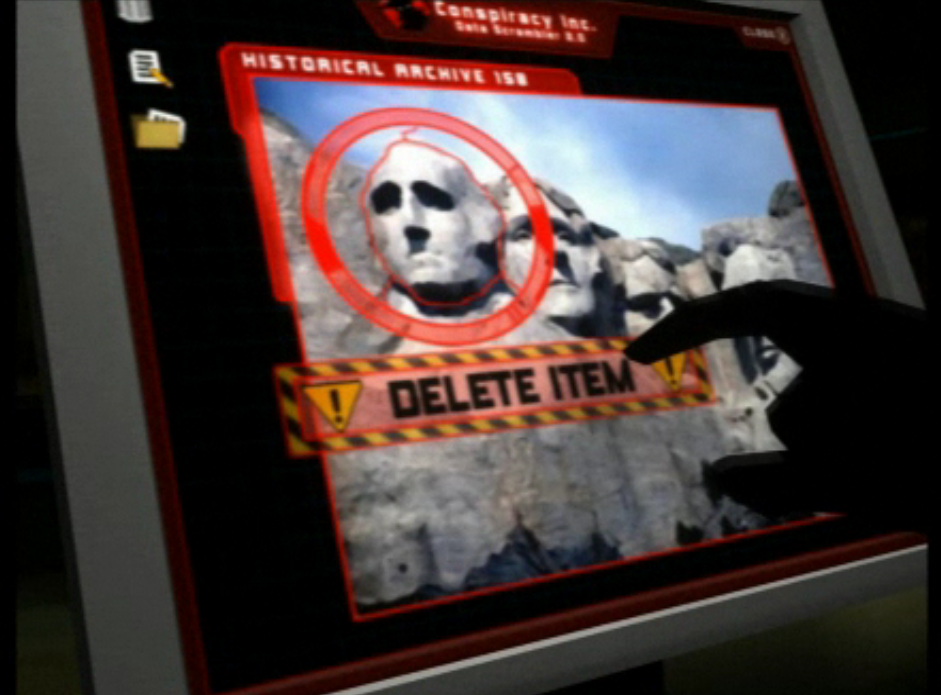 Conspiracy Inc.
Data Scrambler 2.0
CLOSE
HISTORICAL ARCHIVE 158
DELETE ITEM